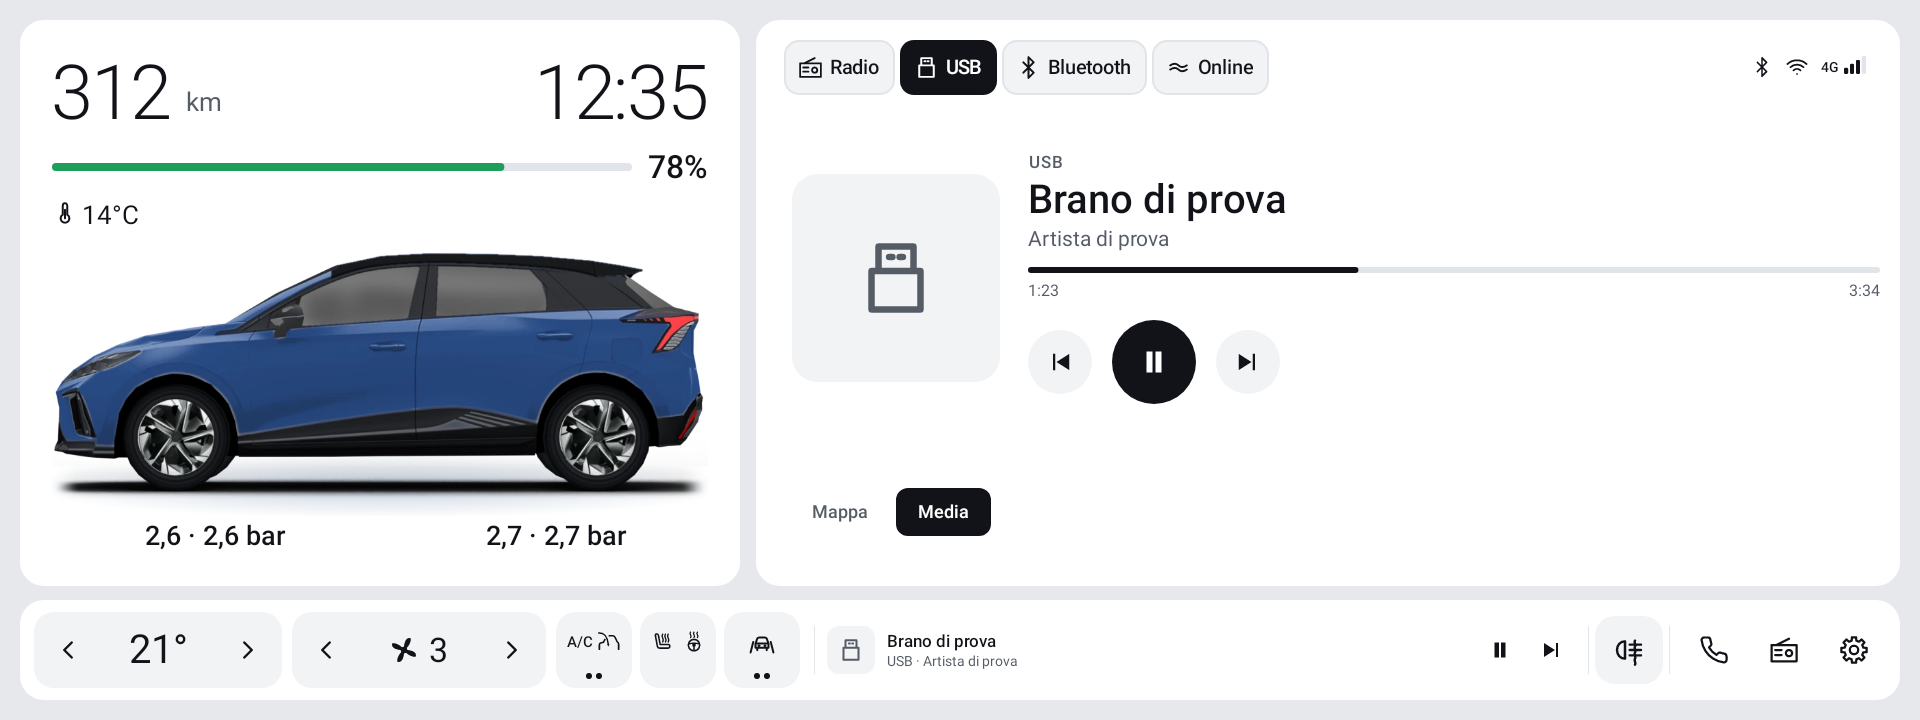 312 km
12:35
78%
14°C
2,6 · 2,6 bar
2,7 · 2,7 bar
Radio
USB
Bluetooth
Online
4G
USB
Brano di prova
Artista di prova
1:23
3:34
Mappa
Media
21°
3
A/C
Brano di prova
USB · Artista di prova